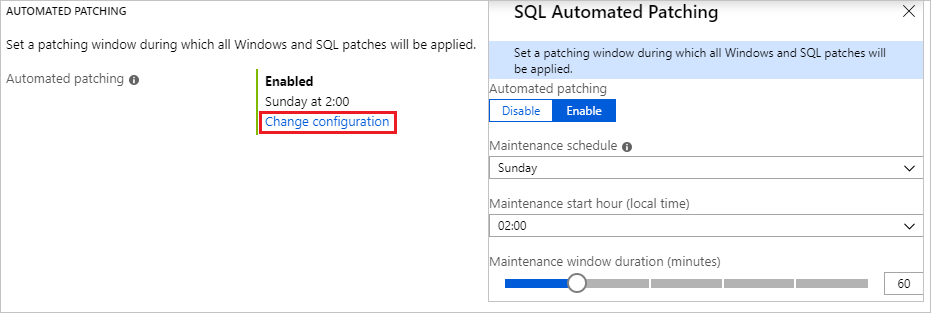 AUTOMATED PATCHING
Set a patching window during which all Windows and SQL patches will be applied.
Automated patching
Enabled
Sunday at 2:00
Change configuration
SQL Automated Patching
Set a patching window during which all Windows and SQL patches will
be applied.
Automated patching
Disable Enable
Maintenance schedule
Sunday
Maintenance start hour (local time)
02:00
Maintenance window duration (minutes)
60